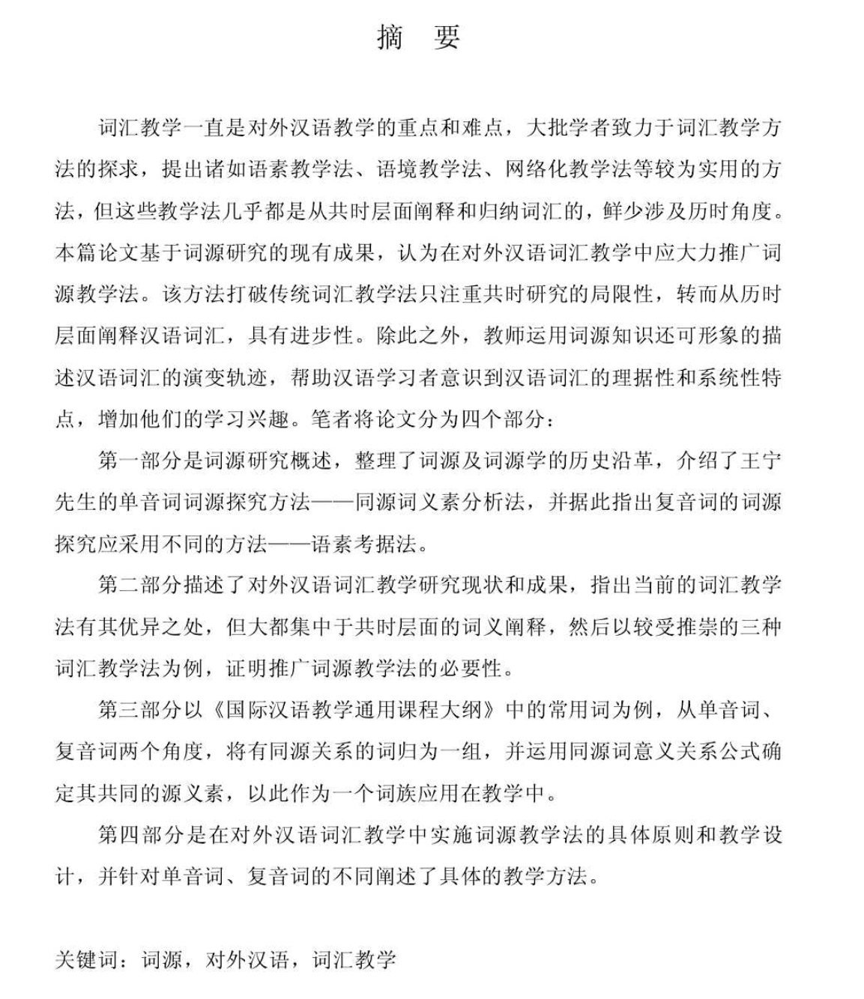 摘 要
词汇教学一直是对外汉语教学的重点和难点，大批学者致力于词汇教学方
法的探求，提出诸如语素教学法、语境教学法、网络化教学法等较为实用的方
法，但这些教学法几乎都是从共时层面阐释和归纳词汇的，鲜少涉及历时角度。
本篇论文基于词源研究的现有成果，认为在对外汉语词汇教学中应大力推广词
源教学法。该方法打破传统词汇教学法只注重共时研究的局限性，转而从历时
层面阐释汉语词汇，具有进步性。除此之外，教师运用词源知识还可形象的描
述汉语词汇的演变轨迹，帮助汉语学习者意识到汉语词汇的理据性和系统性特
点，增加他们的学习兴趣。笔者将论文分为四个部分：
第一部分是词源研究概述，整理了词源及词源学的历史沿革，介绍了王宁
先生的单音词词源探究方法——同源词义素分析法，并据此指出复音词的词源
探究应采用不同的方法——语素考据法。
第二部分描述了对外汉语词汇教学研究现状和成果，指出当前的词汇教学
法有其优异之处，但大都集中于共时层面的词义阐释，然后以较受推崇的三种
词汇教学法为例，证明推广词源教学法的必要性。
第三部分以《国际汉语教学通用课程大纲》中的常用词为例，从单音词、
复音词两个角度，将有同源关系的词归为一组，并运用同源词意义关系公式确
定其共同的源义素，以此作为一个词族应用在教学中。
第四部分是在对外汉语词汇教学中实施词源教学法的具体原则和教学设
计，并针对单音词、复音词的不同阐述了具体的教学方法。
关键词：词源，对外汉语，词汇教学